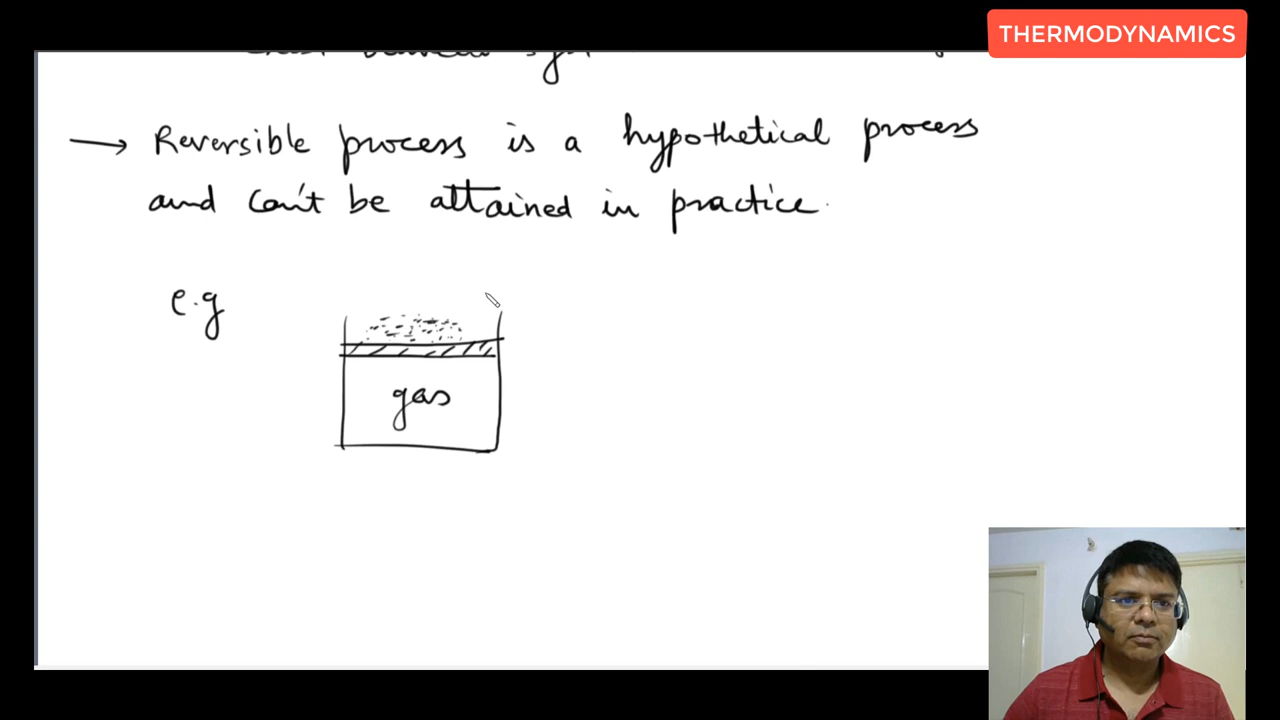 THERMODYNAMICS
→ Reversible process is a hypothetical process
and can't be attained in practice.
e.g
gas